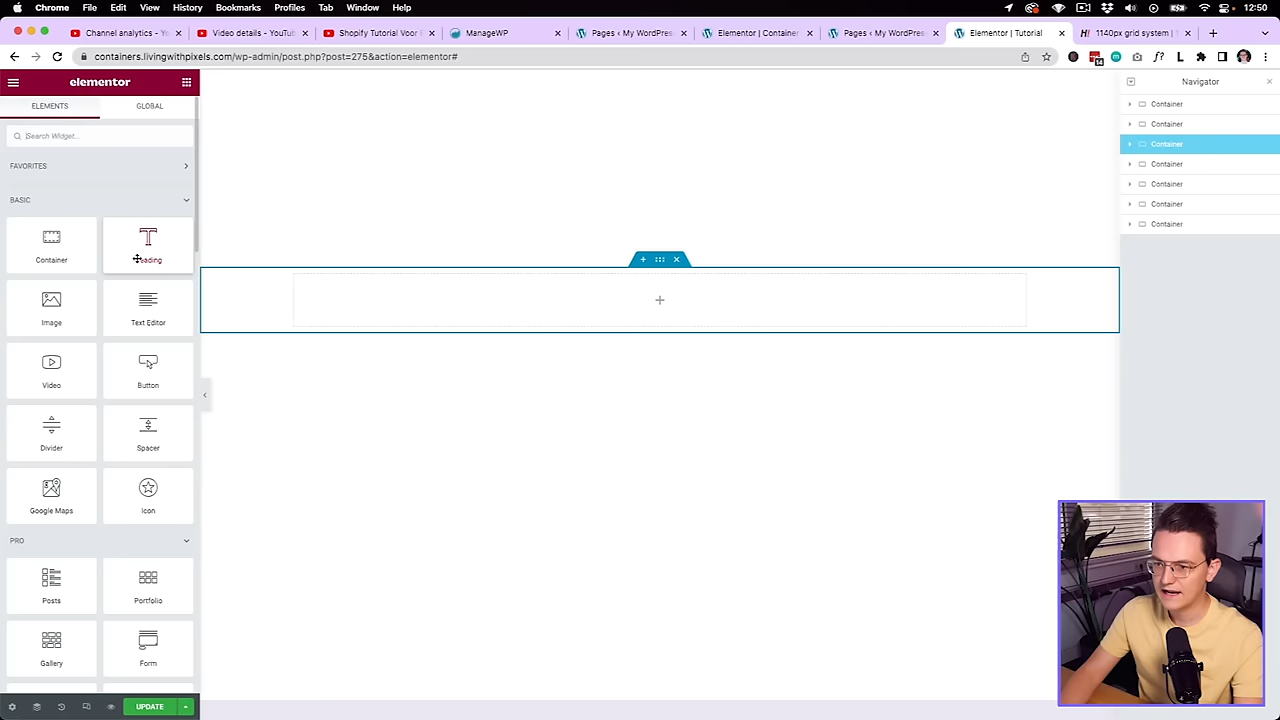 Chrome File Edit View History Bookmarks Profiles Tab Window Help 12:50
Channel analytics - YouTu
Video details - YouTub
Shopify Tutorial Voor
ManageWP
Pages ‹ My WordPres
Elementor | Container
Pages ‹ My WordPres
Elementor | Tutorial
1140px grid system | 1
containers.livingwithpixels.com/wp-admin/post.php?post=275&action=elementor#
14
elementor
ELEMENTS
GLOBAL
Search Widget...
FAVORITES
BASIC
Container
Heading
Image
Text Editor
Video
Button
Divider
Spacer
Google Maps
Icon
PRO
Posts
Portfolio
Gallery
Form
UPDATE
Navigator
Container
Container
Container
Container
Container
Container
Container